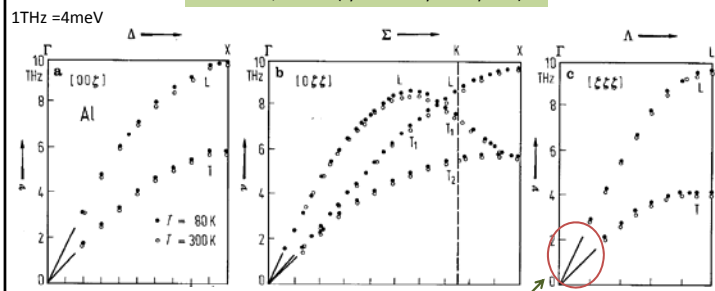 1THz =4meV
Δ
Σ
Λ
Γ X
Γ K X
Γ L
10 a [00ζ] L
THz
8
Al
6
T
4
ν
2
• T = 80 K
◦ T = 300 K
0
10 b [0ζζ] L L
THz
8
T₁ T₁
6
T₂
4
ν
2
0
10 c [ζζζ] L
THz
8
6
4 T
ν
2
0